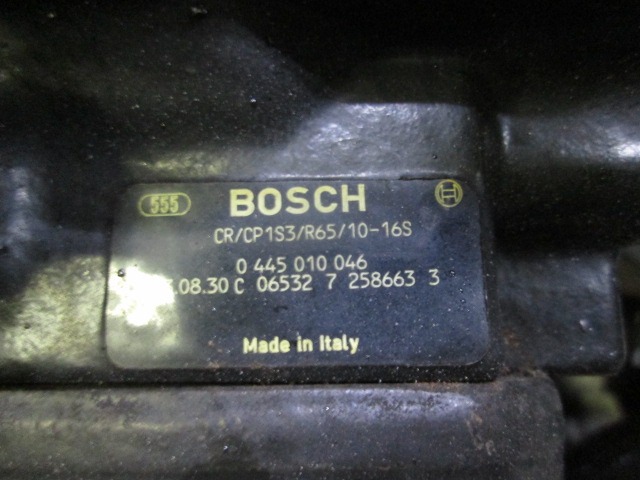 555 BOSCH
CR/CP1S3/R65/10-16S
0 445 010 046
.08.30 C 06532 7 258663 3
Made in Italy